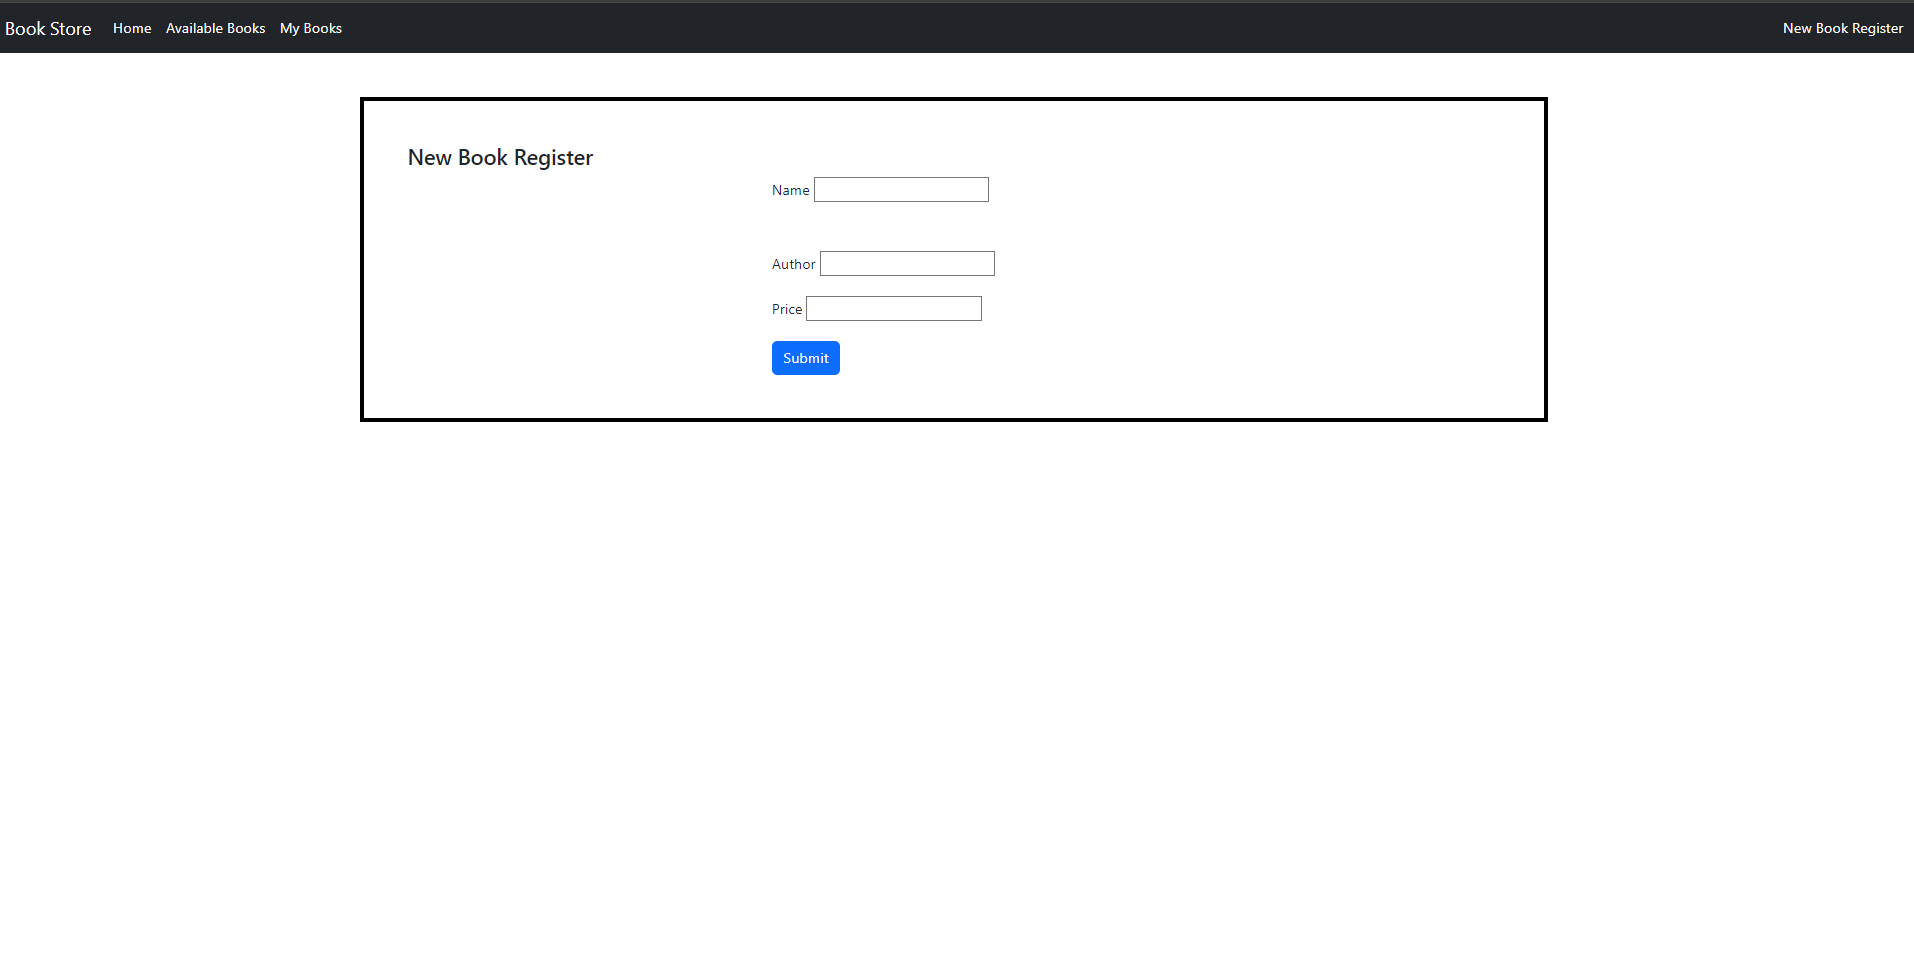 Book Store Home Available Books My Books New Book Register
New Book Register
Name
Author
Price
Submit